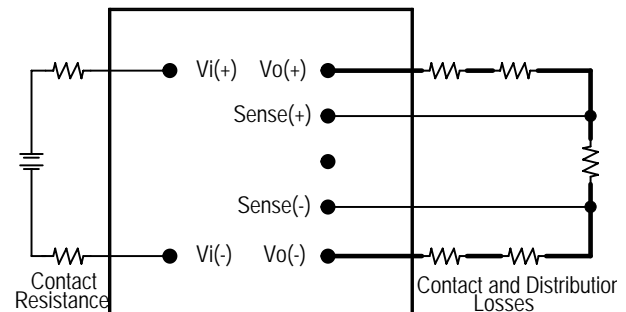 Vi(+) Vo(+)
Sense(+)
Sense(-)
Vi(-) Vo(-)
Contact
Resistance
Contact and Distribution
Losses